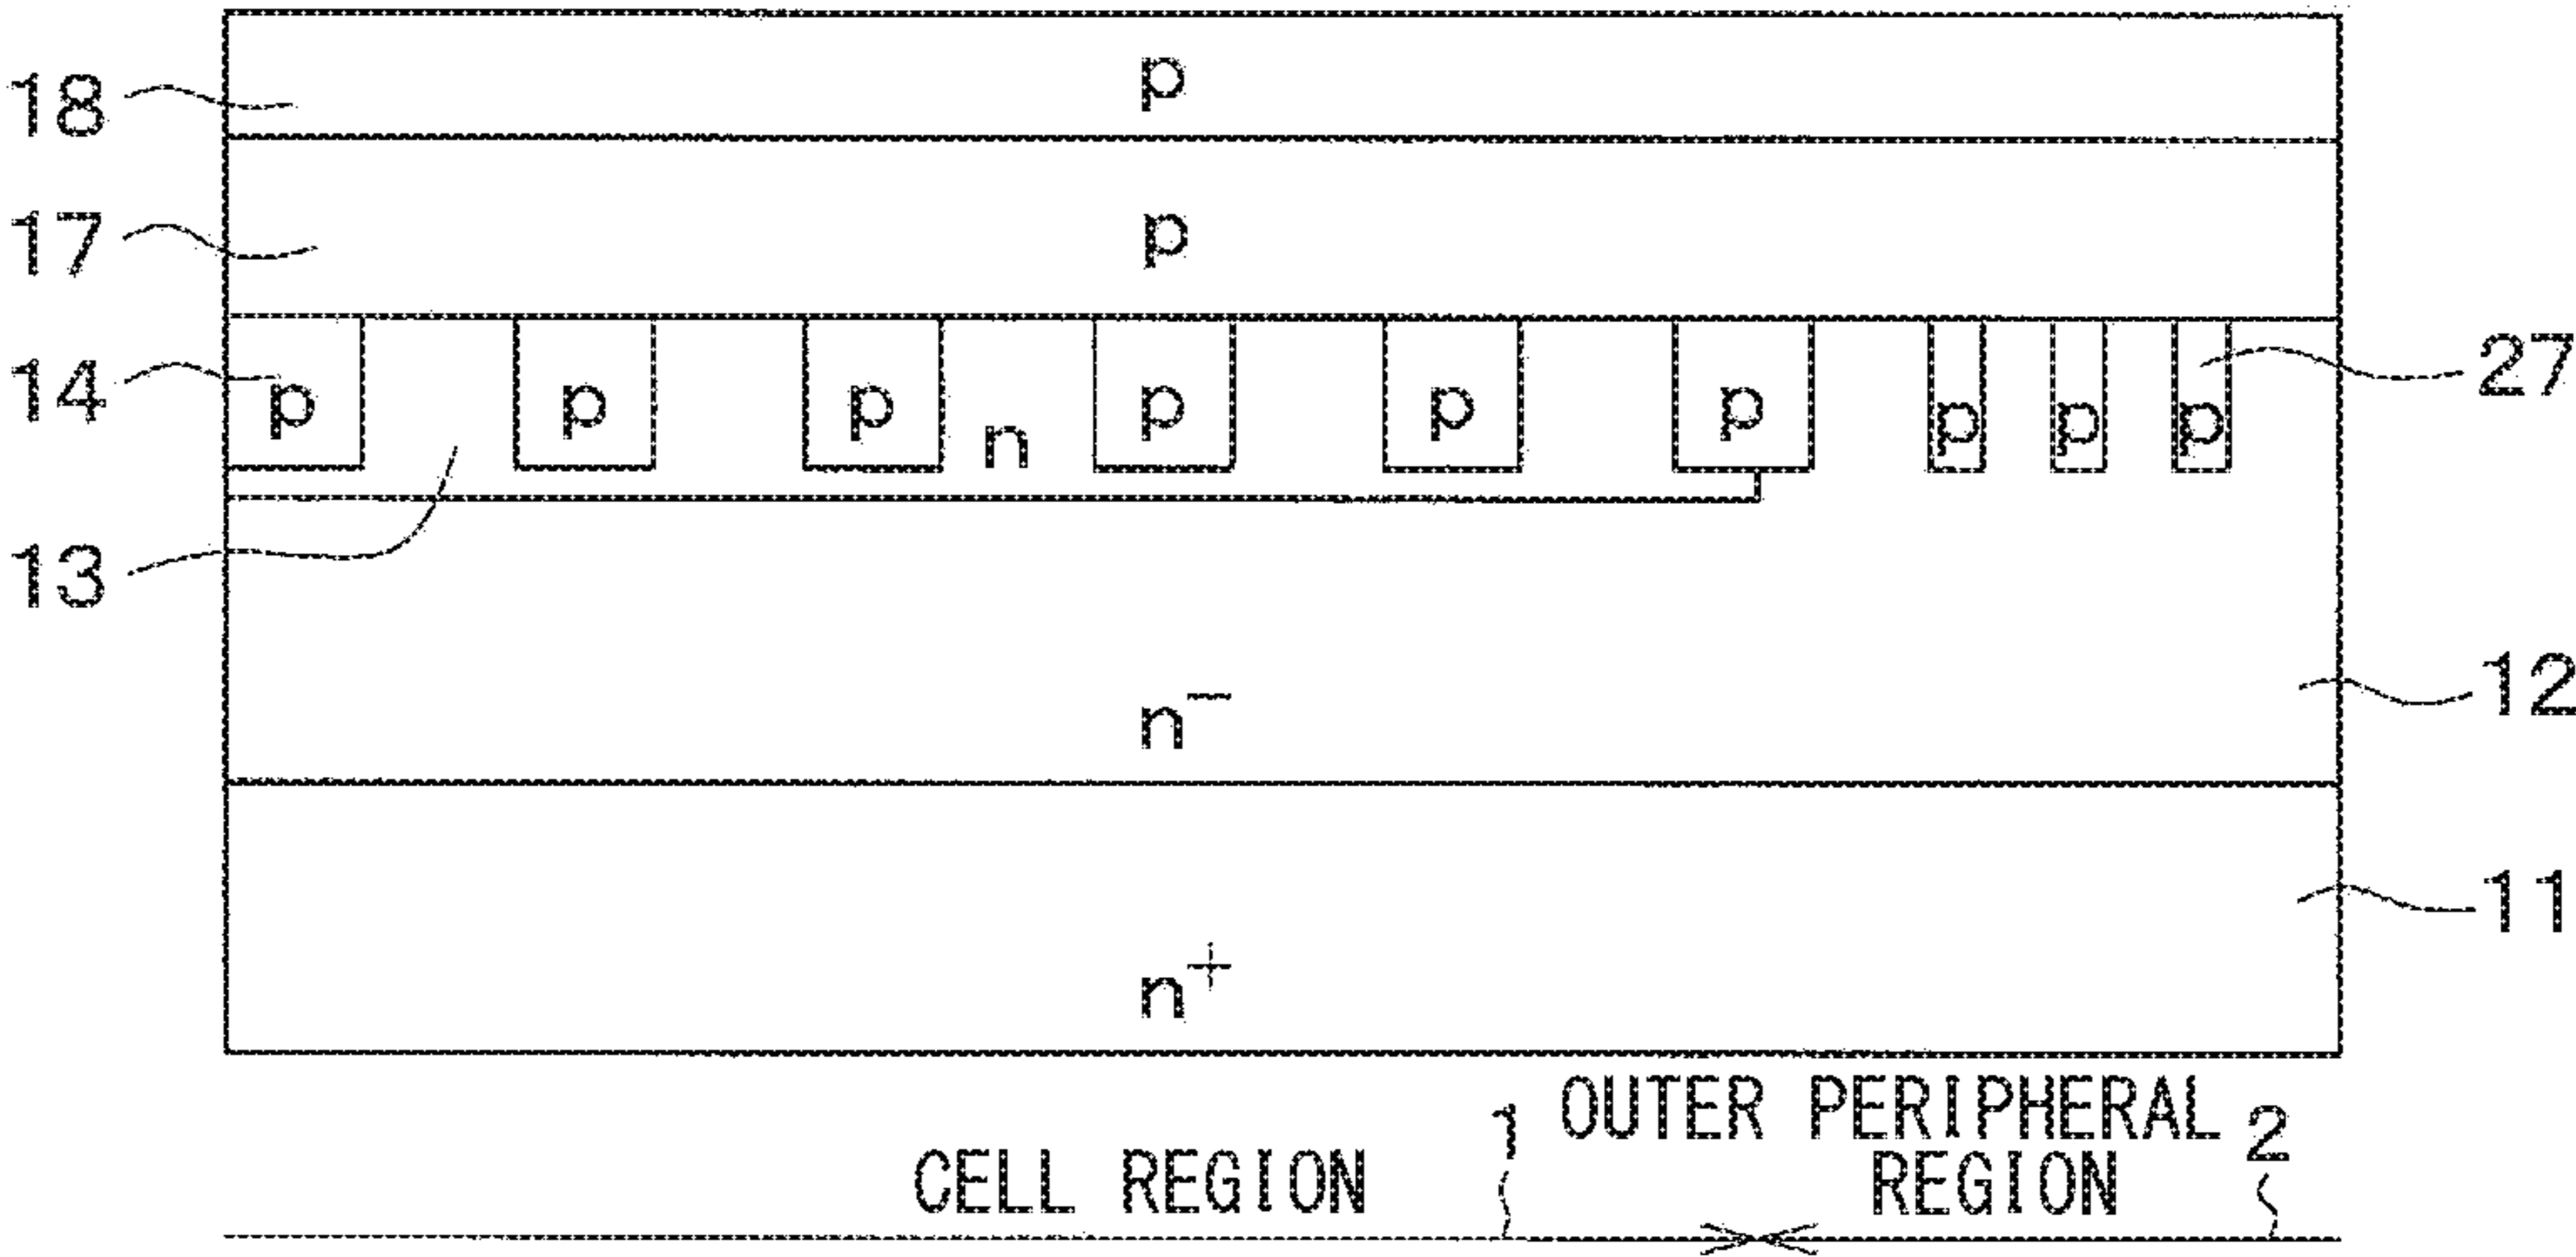 18
p
17
p
14
p p p n p p p p p p
27
13
12
n⁻
11
n⁺
1 OUTER PERIPHERAL 2
CELL REGION REGION